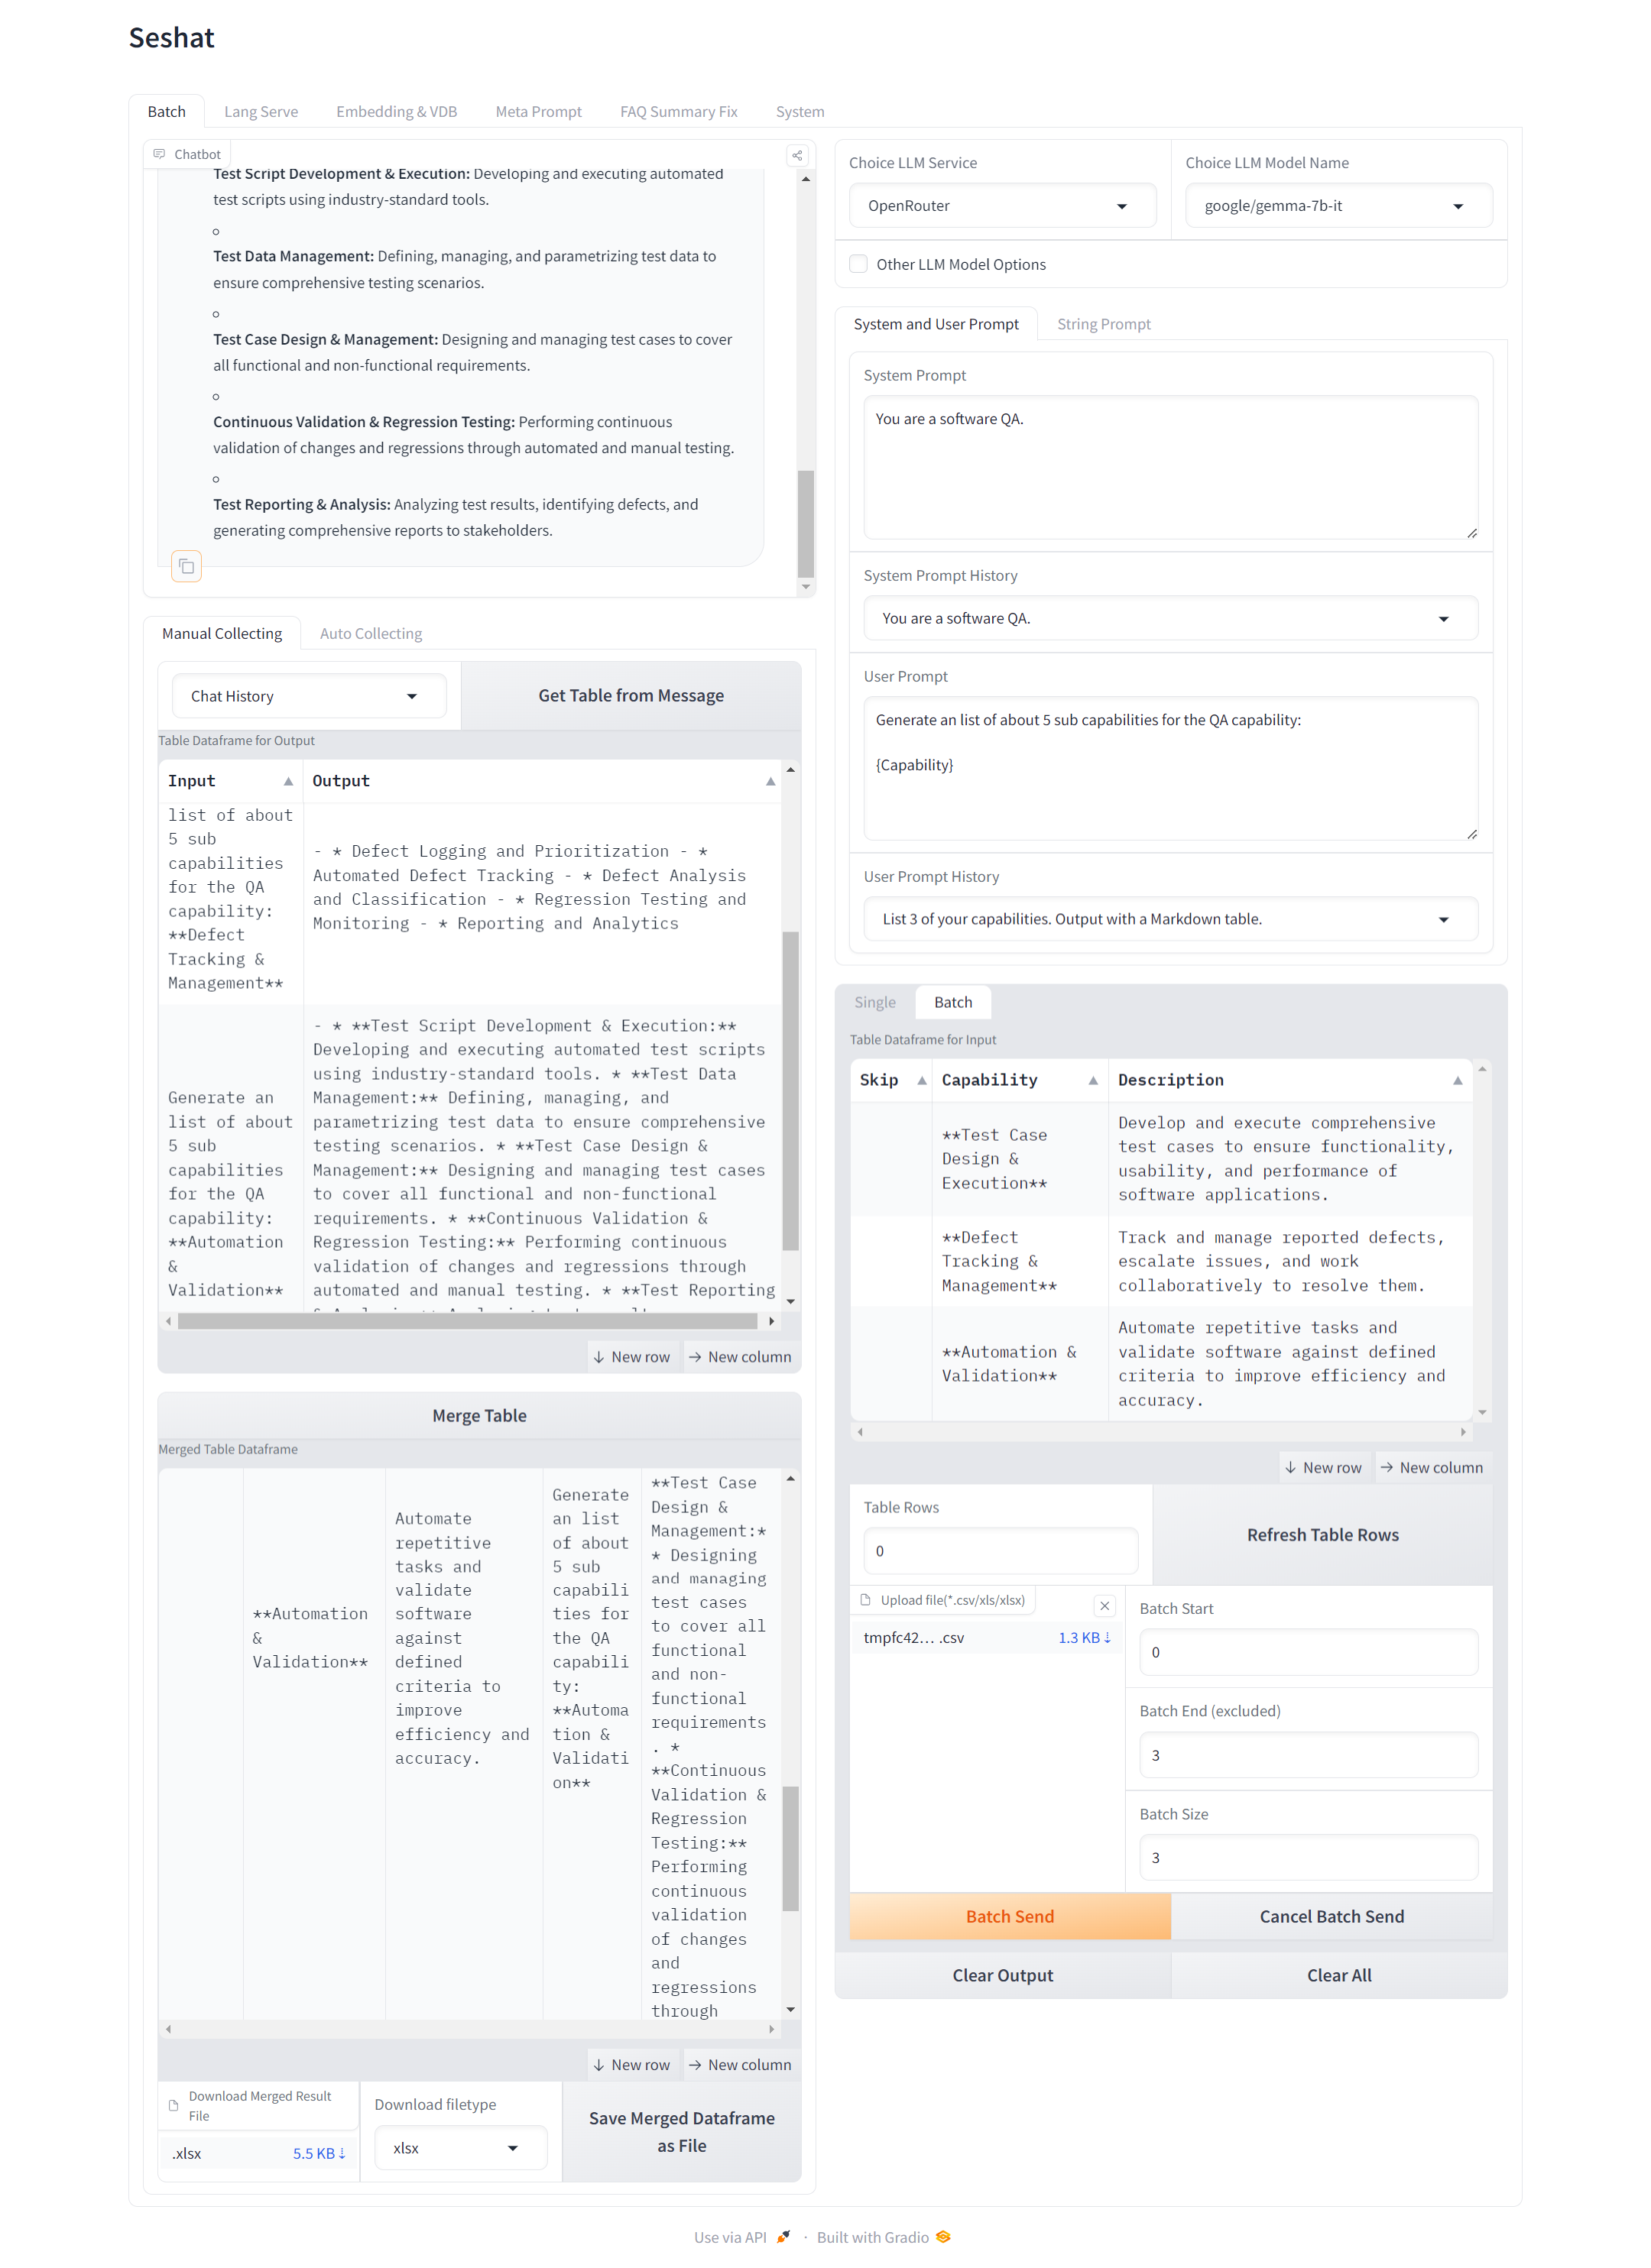 Seshat
Batch
Lang Serve
Embedding & VDB
Meta Prompt
FAQ Summary Fix
System
Chatbot
Test Script Development & Execution: Developing and executing automated
test scripts using industry-standard tools.
Test Data Management: Defining, managing, and parametrizing test data to
ensure comprehensive testing scenarios.
Test Case Design & Management: Designing and managing test cases to cover
all functional and non-functional requirements.
Continuous Validation & Regression Testing: Performing continuous
validation of changes and regressions through automated and manual testing.
Test Reporting & Analysis: Analyzing test results, identifying defects, and
generating comprehensive reports to stakeholders.
Manual Collecting
Auto Collecting
Chat History
Get Table from Message
Table Dataframe for Output
Input
Output
list of about
5 sub
capabilities
for the QA
capability:
**Defect
Tracking &
Management**
- * Defect Logging and Prioritization - *
Automated Defect Tracking - * Defect Analysis
and Classification - * Regression Testing and
Monitoring - * Reporting and Analytics
Generate an
list of about
5 sub
capabilities
for the QA
capability:
**Automation
&
Validation**
- * **Test Script Development & Execution:**
Developing and executing automated test scripts
using industry-standard tools. * **Test Data
Management:** Defining, managing, and
parametrizing test data to ensure comprehensive
testing scenarios. * **Test Case Design &
Management:** Designing and managing test cases
to cover all functional and non-functional
requirements. * **Continuous Validation &
Regression Testing:** Performing continuous
validation of changes and regressions through
automated and manual testing. * **Test Reporting
New row
New column
Merge Table
Merged Table Dataframe
**Automation
&
Validation**
Automate
repetitive
tasks and
validate
software
against
defined
criteria to
improve
efficiency and
accuracy.
Generate
an list
of about
5 sub
capabili
ties for
the QA
capabili
ty:
**Automa
tion &
Validati
on**
**Test Case
Design &
Management:*
* Designing
and managing
test cases
to cover all
functional
and non-
functional
requirements
. *
**Continuous
Validation &
Regression
Testing:**
Performing
continuous
validation
of changes
and
regressions
through
New row
New column
Download Merged Result
File
.xlsx
5.5 KB ⇣
Download filetype
xlsx
Save Merged Dataframe
as File
Choice LLM Service
OpenRouter
Choice LLM Model Name
google/gemma-7b-it
Other LLM Model Options
System and User Prompt
String Prompt
System Prompt
You are a software QA.
System Prompt History
You are a software QA.
User Prompt
Generate an list of about 5 sub capabilities for the QA capability:
{Capability}
User Prompt History
List 3 of your capabilities. Output with a Markdown table.
Single
Batch
Table Dataframe for Input
Skip
Capability
Description
**Test Case
Design &
Execution**
Develop and execute comprehensive
test cases to ensure functionality,
usability, and performance of
software applications.
**Defect
Tracking &
Management**
Track and manage reported defects,
escalate issues, and work
collaboratively to resolve them.
**Automation &
Validation**
Automate repetitive tasks and
validate software against defined
criteria to improve efficiency and
accuracy.
New row
New column
Table Rows
0
Refresh Table Rows
Upload file(*.csv/xls/xlsx)
tmpfc42... .csv
1.3 KB ⇣
Batch Start
0
Batch End (excluded)
3
Batch Size
3
Batch Send
Cancel Batch Send
Clear Output
Clear All
Use via API
·
Built with Gradio